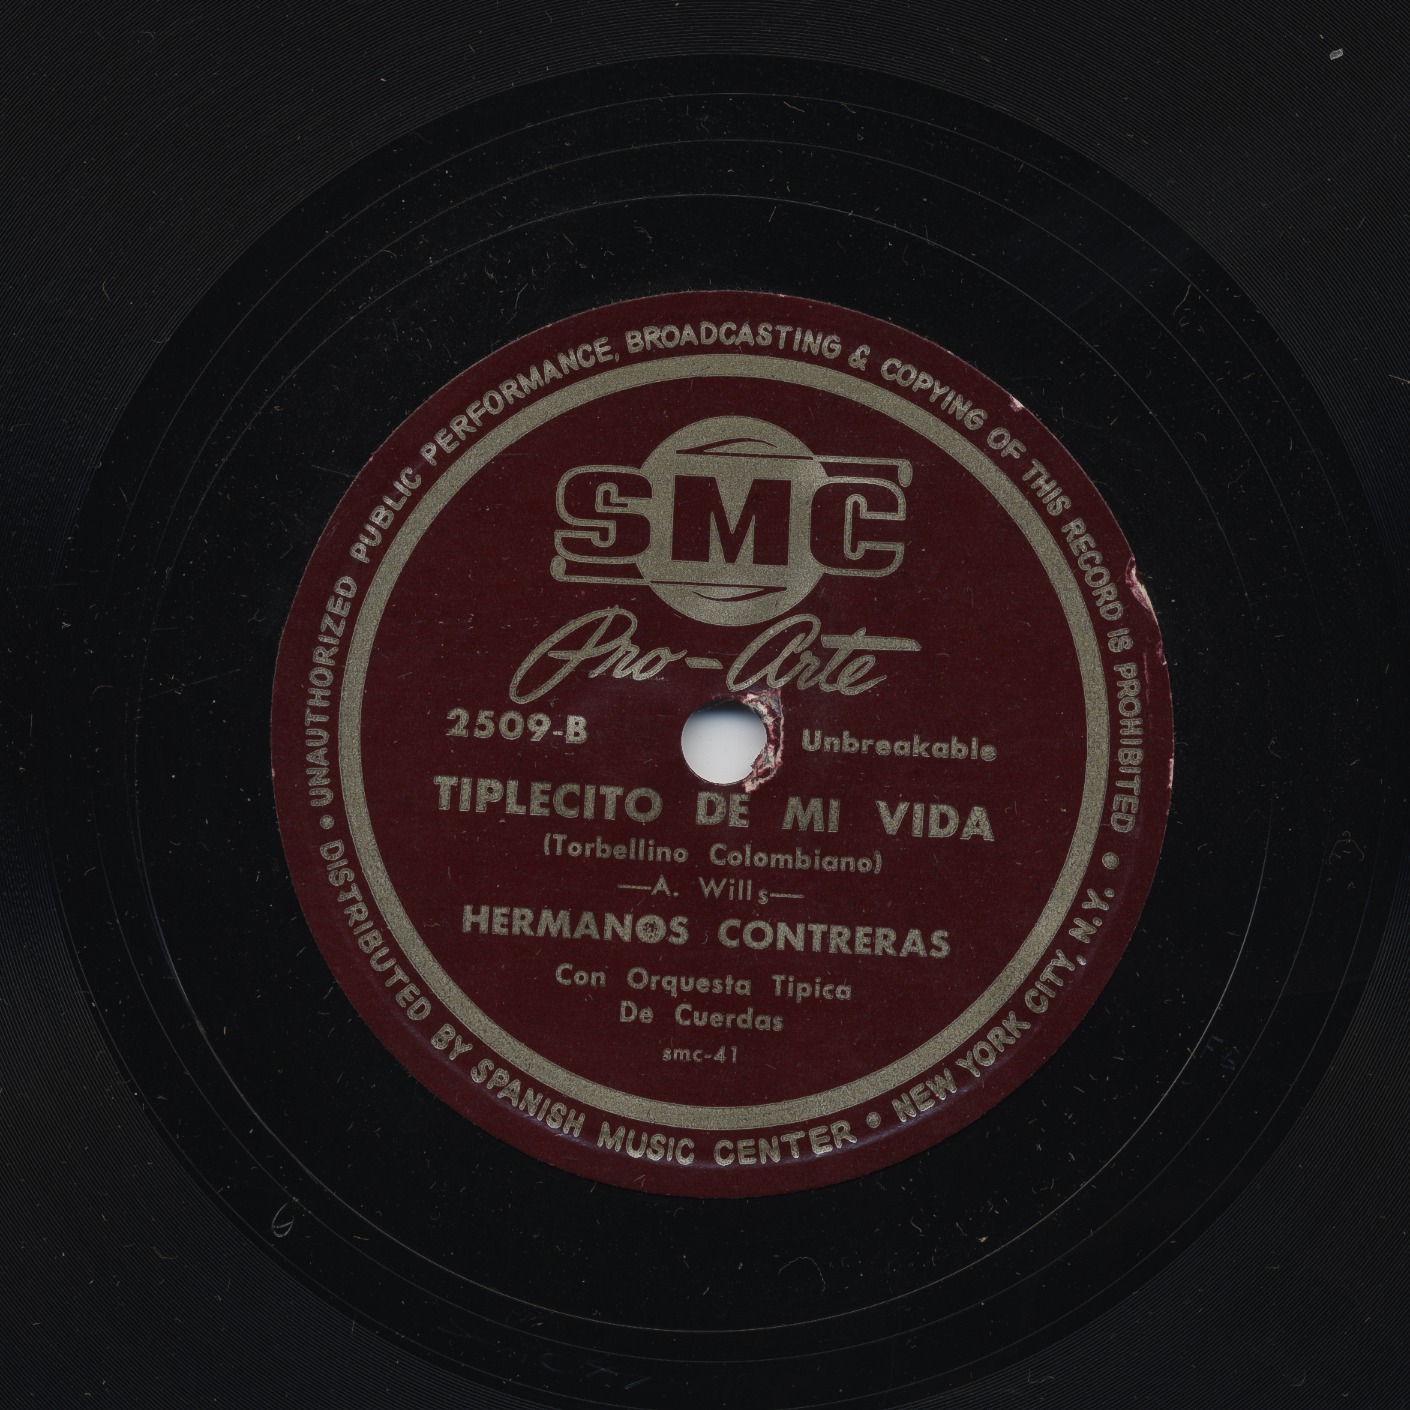 UNAUTHORIZED PUBLIC PERFORMANCE, BROADCASTING & COPYING OF THIS RECORD IS PROHIBITED •
SMC
Pro-Arte
2509-B
Unbreakable
TIPLECITO DE MI VIDA
(Torbellino Colombiano)
—A. Wills—
HERMANOS CONTRERAS
Con Orquesta Tipica
De Cuerdas
smc-41
• DISTRIBUTED BY SPANISH MUSIC CENTER • NEW YORK CITY, N.Y.